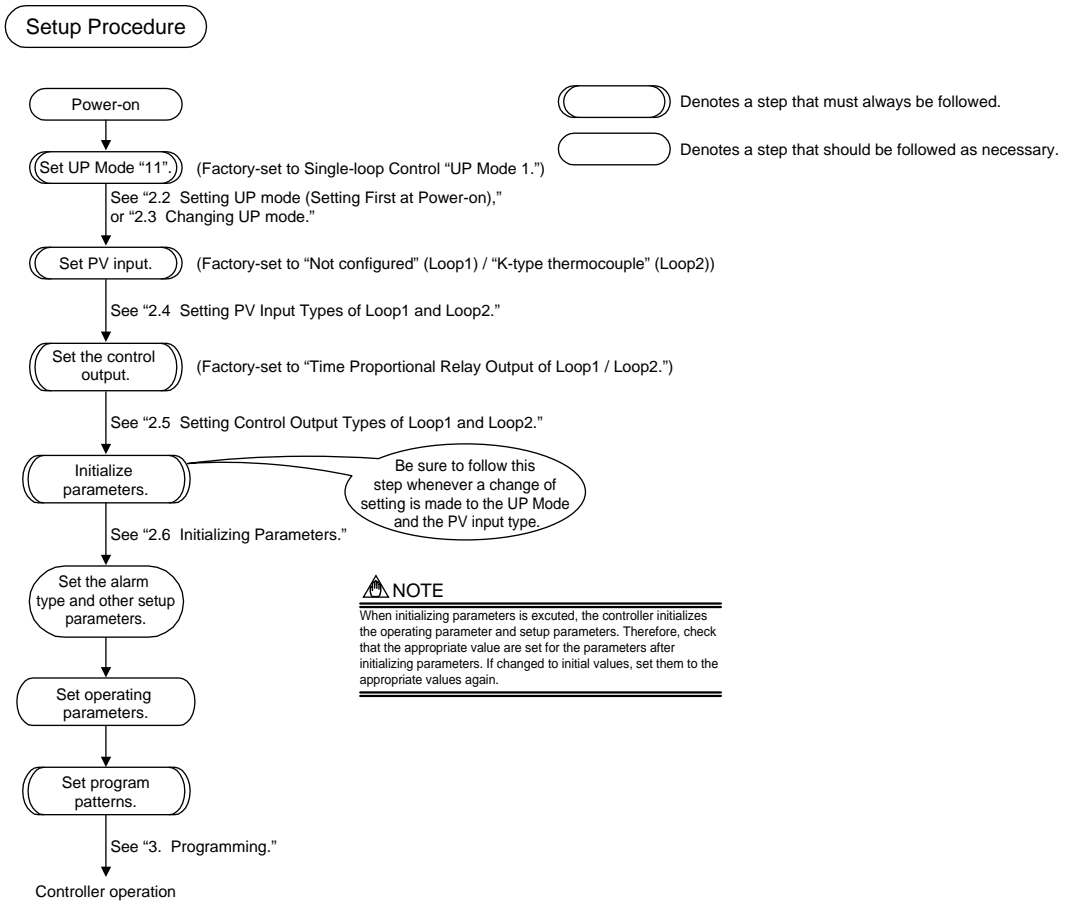 Setup Procedure
Power-on
Denotes a step that must always be followed.
Denotes a step that should be followed as necessary.
Set UP Mode “11”.
(Factory-set to Single-loop Control “UP Mode 1.”)
See “2.2 Setting UP mode (Setting First at Power-on),”
or “2.3 Changing UP mode.”
Set PV input.
(Factory-set to “Not configured” (Loop1) / “K-type thermocouple” (Loop2))
See “2.4 Setting PV Input Types of Loop1 and Loop2.”
Set the control
output.
(Factory-set to “Time Proportional Relay Output of Loop1 / Loop2.”)
See “2.5 Setting Control Output Types of Loop1 and Loop2.”
Initialize
parameters.
Be sure to follow this
step whenever a change of
setting is made to the UP Mode
and the PV input type.
See “2.6 Initializing Parameters.”
Set the alarm
type and other setup
parameters.
NOTE
When initializing parameters is excuted, the controller initializes
the operating parameter and setup parameters. Therefore, check
that the appropriate value are set for the parameters after
initializing parameters. If changed to initial values, set them to the
appropriate values again.
Set operating
parameters.
Set program
patterns.
See “3. Programming.”
Controller operation